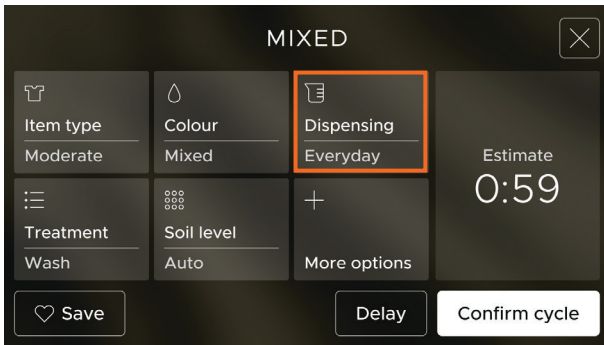 MIXED
Item type
Moderate
Colour
Mixed
Dispensing
Everyday
Estimate
0:59
Treatment
Wash
Soil level
Auto
More options
Save
Delay
Confirm cycle